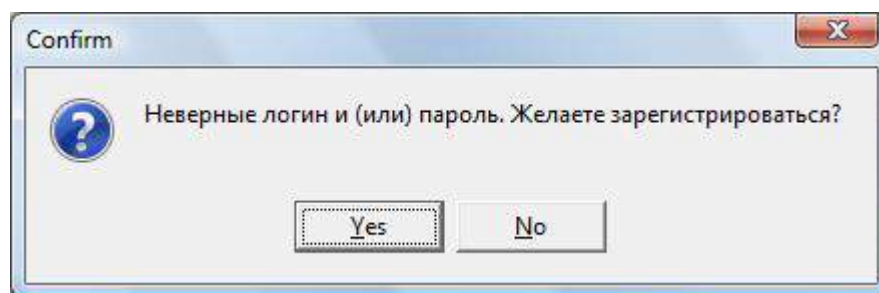 Confirm
Неверные логин и (или) пароль. Желаете зарегистрироваться?
Yes
No